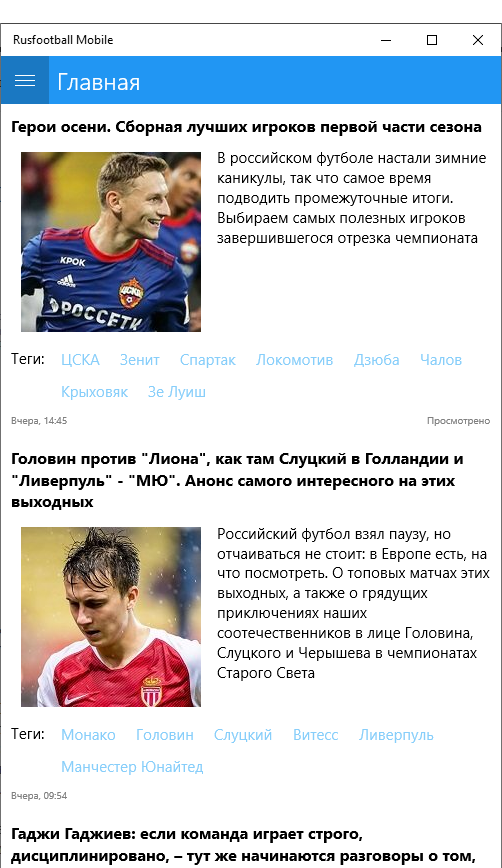 Rusfootball Mobile
Главная
Герои осени. Сборная лучших игроков первой части сезона
В российском футболе настали зимние
каникулы, так что самое время
подводить промежуточные итоги.
Выбираем самых полезных игроков
завершившегося отрезка чемпионата
КРОК
adidas
ЦСКА
РОССЕТИ
Теги: ЦСКА Зенит Спартак Локомотив Дзюба Чалов
Крыховяк Зе Луиш
Вчера, 14:45 Просмотрено
Головин против "Лиона", как там Слуцкий в Голландии и
"Ливерпуль" - "МЮ". Анонс самого интересного на этих
выходных
Российский футбол взял паузу, но
отчаиваться не стоит: в Европе есть, на
что посмотреть. О топовых матчах этих
выходных, а также о грядущих
приключениях наших
соотечественников в лице Головина,
Слуцкого и Черышева в чемпионатах
Старого Света
Теги: Монако Головин Слуцкий Витесс Ливерпуль
Манчестер Юнайтед
Вчера, 09:54
Гаджи Гаджиев: если команда играет строго,
дисциплинировано, – тут же начинаются разговоры о том,